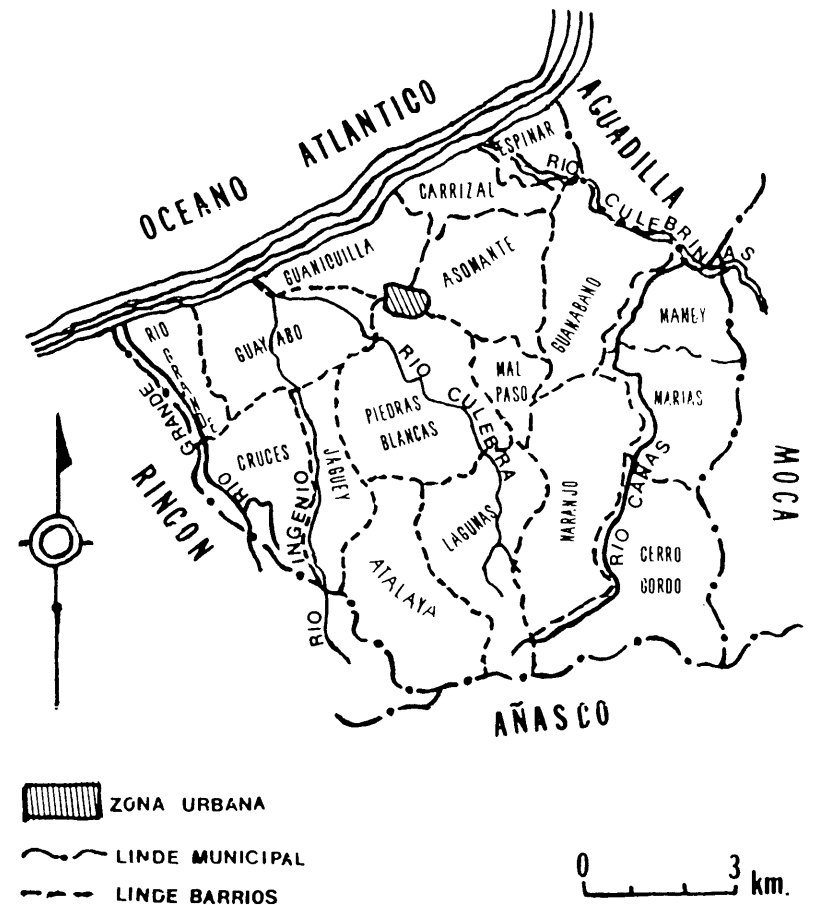 OCEANO ATLANTICO
AGUADILLA
ESPINAR
RIO CULEBRINAS
CARRIZAL
GUANIQUILLA
ASOMANTE
GUANABANO
RIO GRANDE
GUAYABO
MAMEY
RIO CULEBRA
MAL
PASO
MARIAS
PIEDRAS
BLANCAS
RIO GRANDE
CRUCES
JAGUEY
RINCON
RIO INGENIO
LAGUNAS
NARANJO
RIO CAÑAS
MOCA
ATALAYA
CERRO
GORDO
AÑASCO
ZONA URBANA
LINDE MUNICIPAL
LINDE BARRIOS
0 3 km.